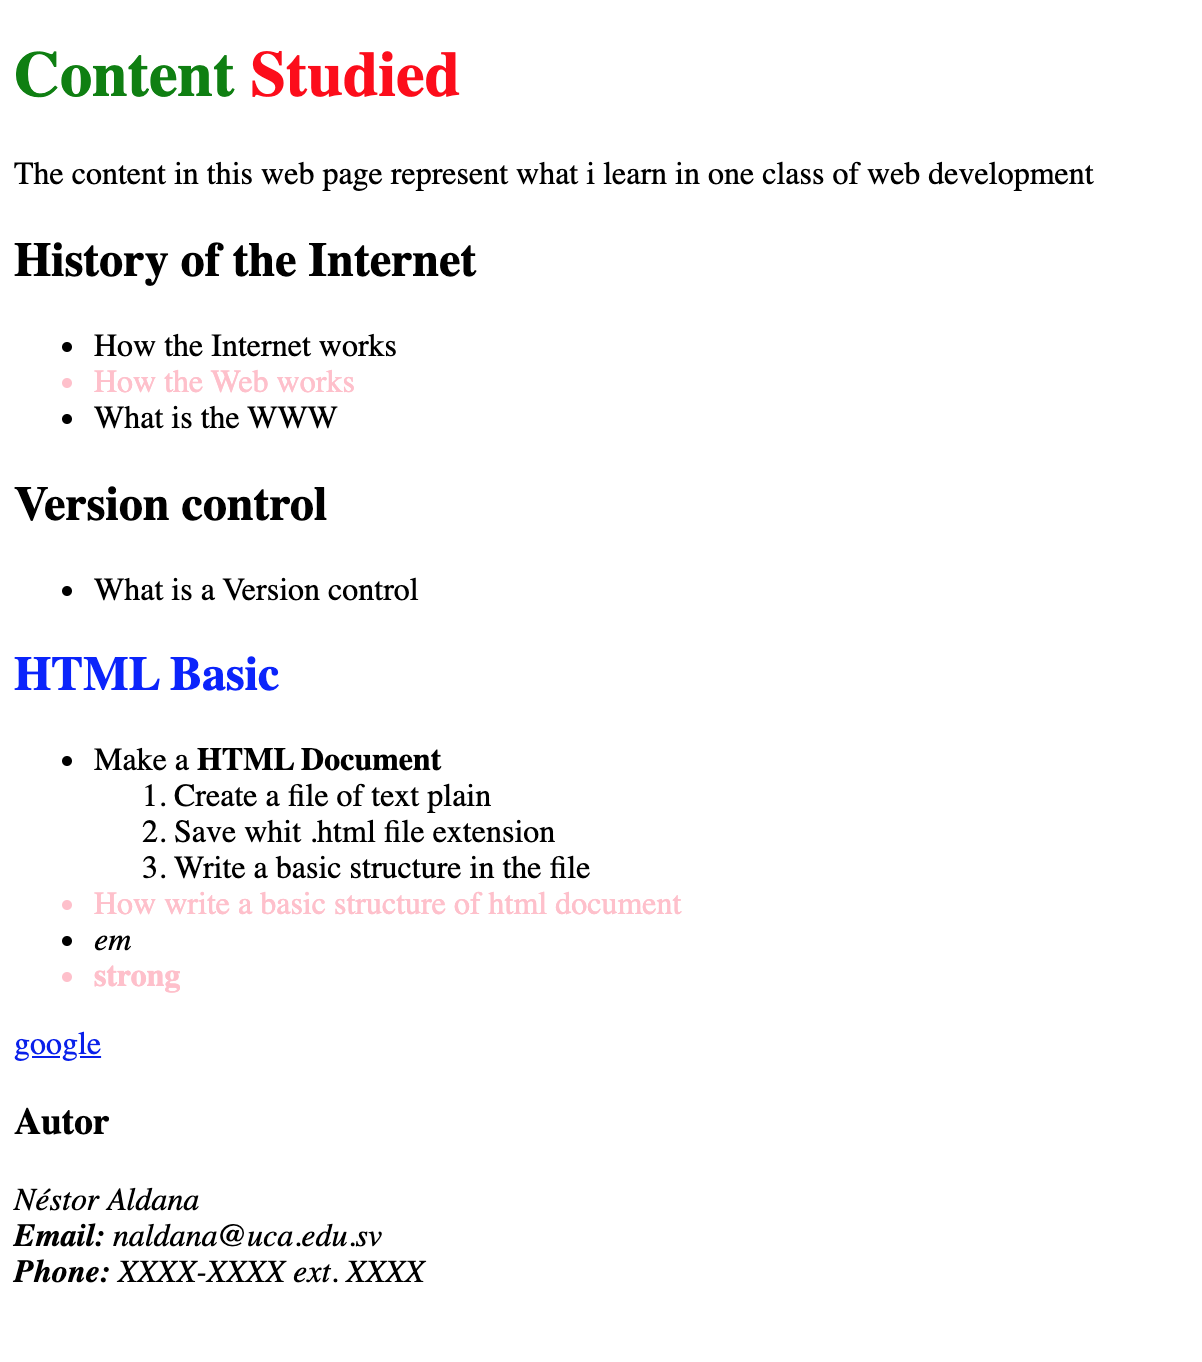 Content Studied
The content in this web page represent what i learn in one class of web development
History of the Internet
• How the Internet works
• How the Web works
• What is the WWW
Version control
• What is a Version control
HTML Basic
• Make a HTML Document
1. Create a file of text plain
2. Save whit .html file extension
3. Write a basic structure in the file
• How write a basic structure of html document
• em
• strong
google
Autor
Néstor Aldana
Email: naldana@uca.edu.sv
Phone: XXXX-XXXX ext. XXXX